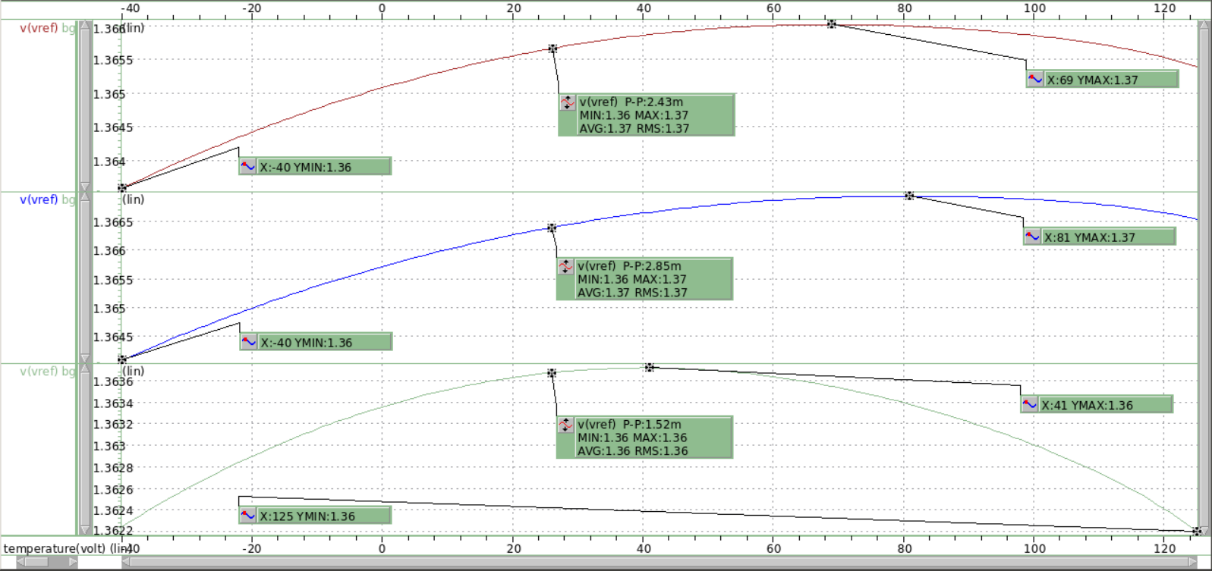 -40 -20 0 20 40 60 80 100 120
v(vref) bg
1.366 (lin)
1.3655
1.365
1.3645
1.364
X:69 YMAX:1.37
v(vref) P-P:2.43m
MIN:1.36 MAX:1.37
AVG:1.37 RMS:1.37
X:-40 YMIN:1.36
v(vref) bg
(lin)
1.3665
1.366
1.3655
1.365
1.3645
X:81 YMAX:1.37
v(vref) P-P:2.85m
MIN:1.36 MAX:1.37
AVG:1.37 RMS:1.37
X:-40 YMIN:1.36
v(vref) bg
(lin)
1.3636
1.3634
1.3632
1.363
1.3628
1.3626
1.3624
1.3622
X:41 YMAX:1.36
v(vref) P-P:1.52m
MIN:1.36 MAX:1.36
AVG:1.36 RMS:1.36
X:125 YMIN:1.36
temperature(volt) (lin)
-40 -20 0 20 40 60 80 100 120